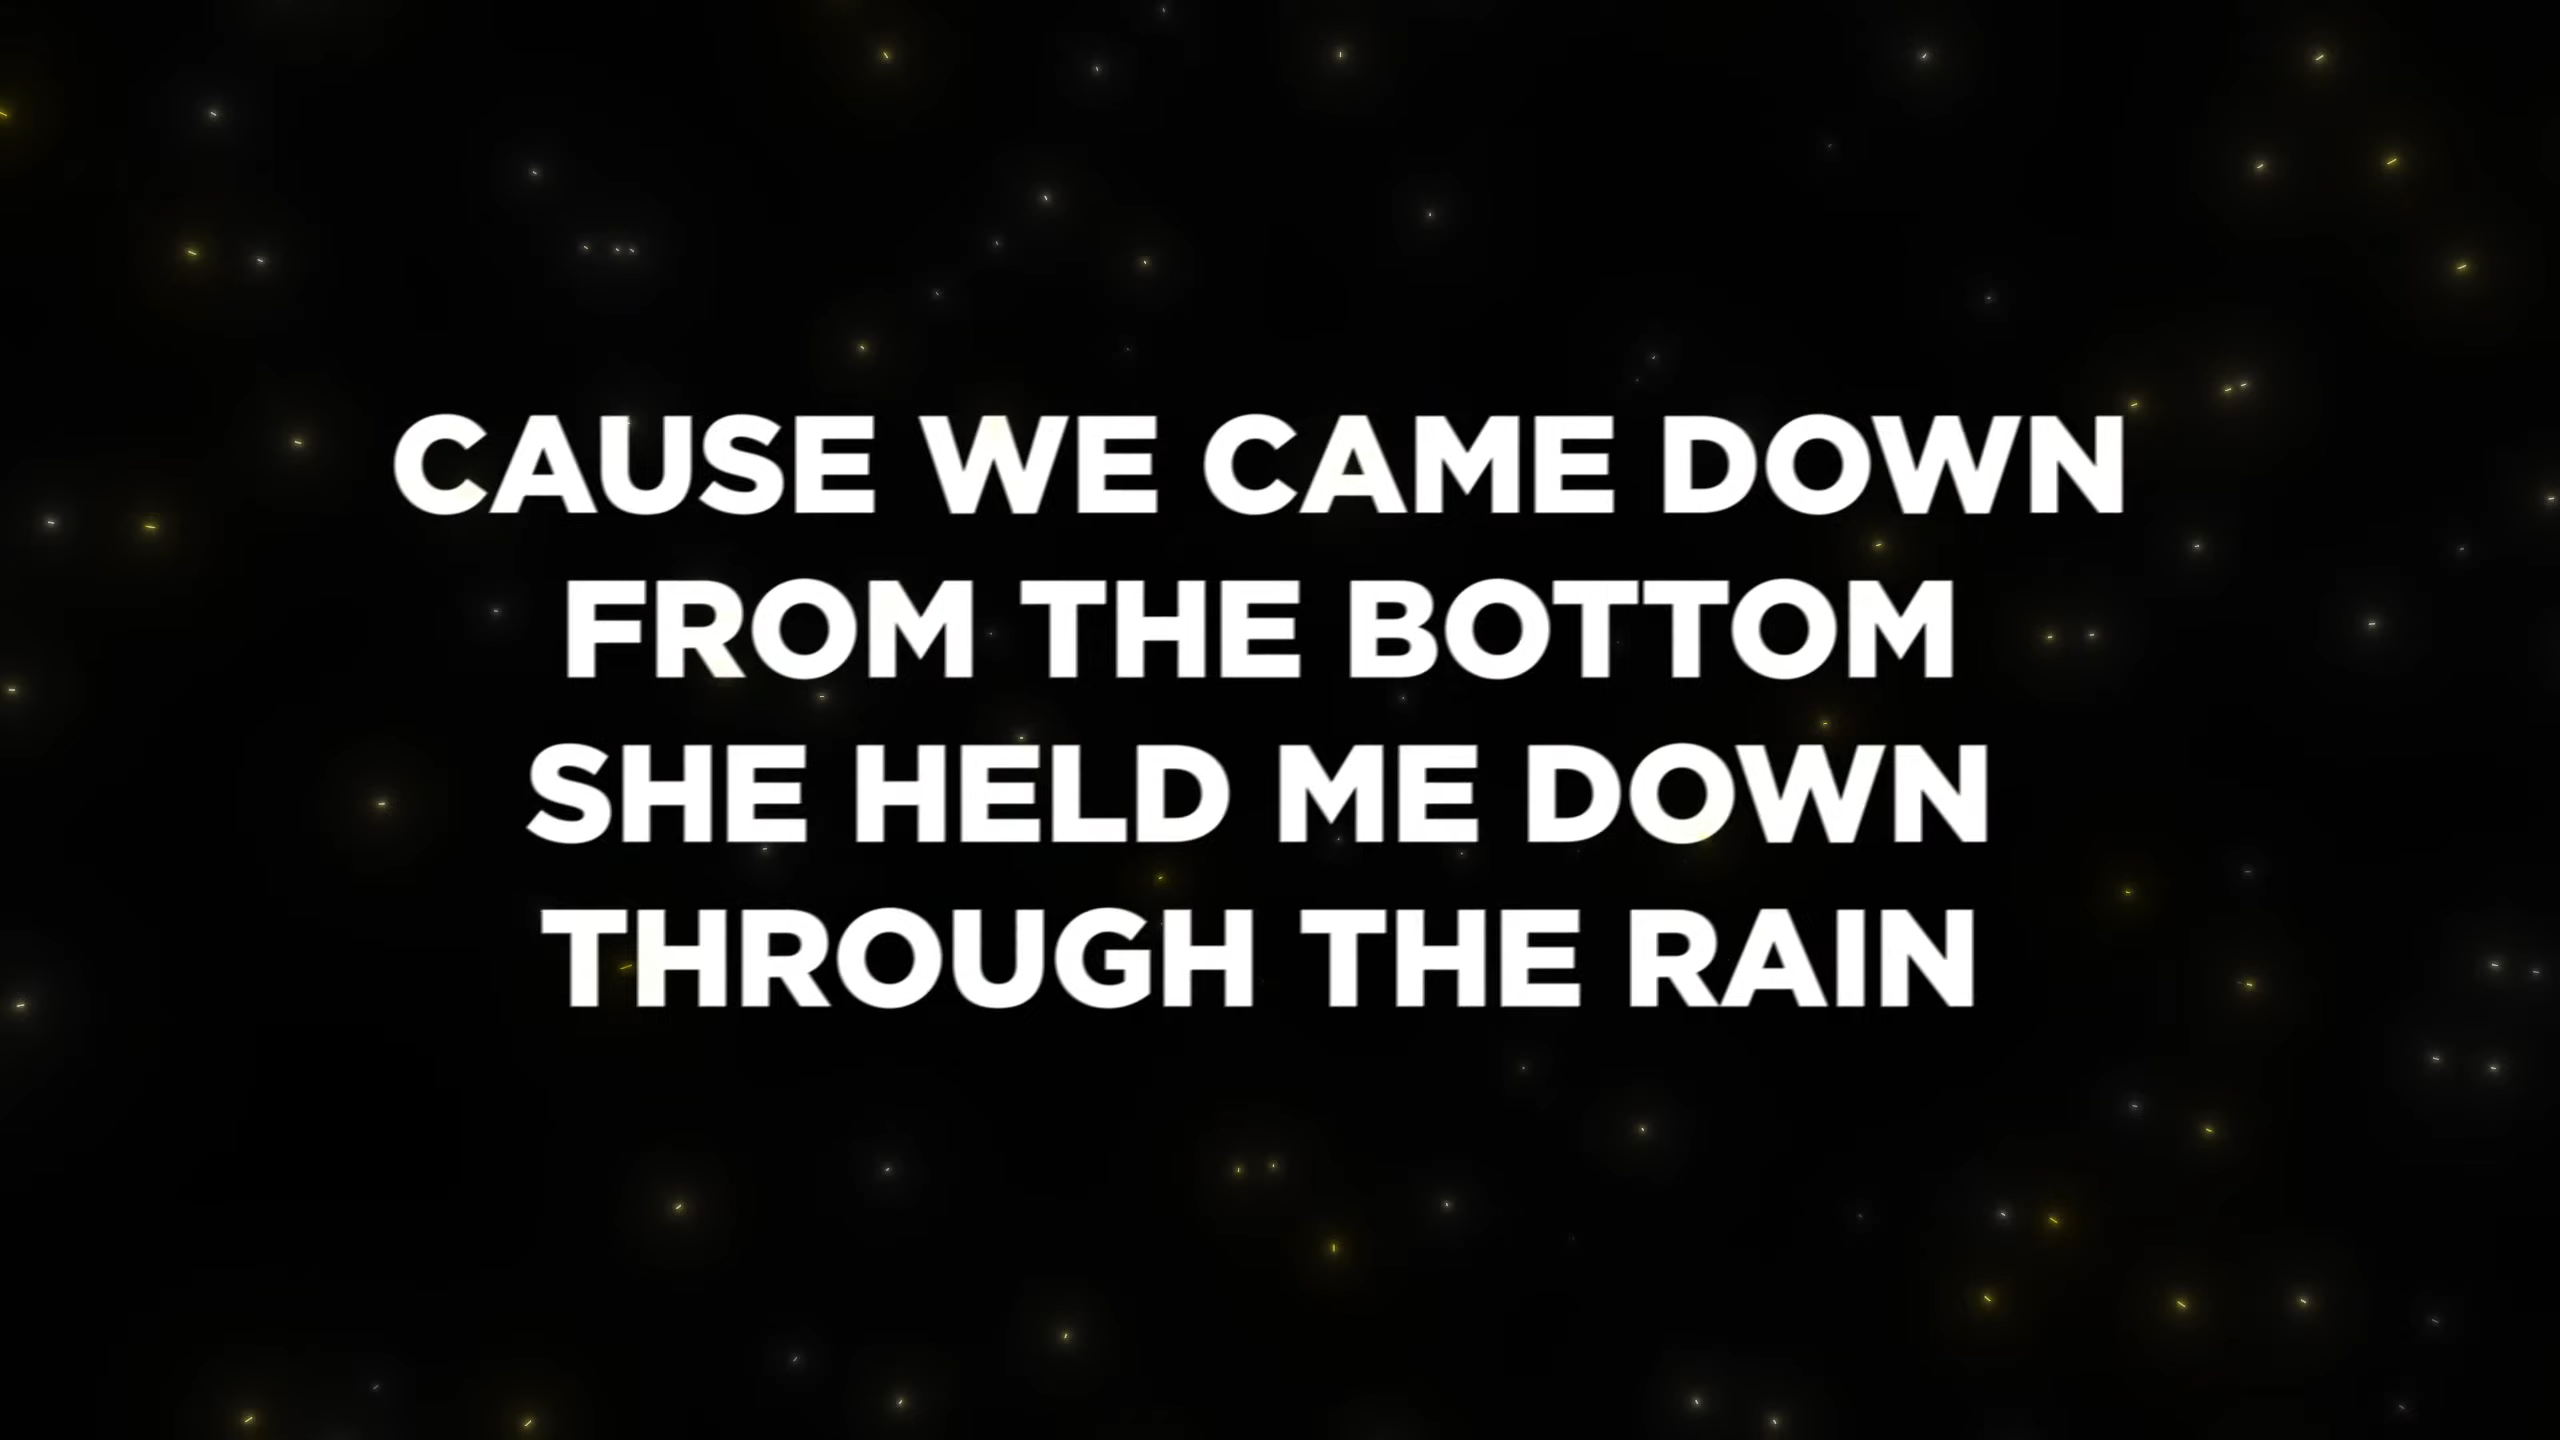 CAUSE WE CAME DOWN
FROM THE BOTTOM
SHE HELD ME DOWN
THROUGH THE RAIN